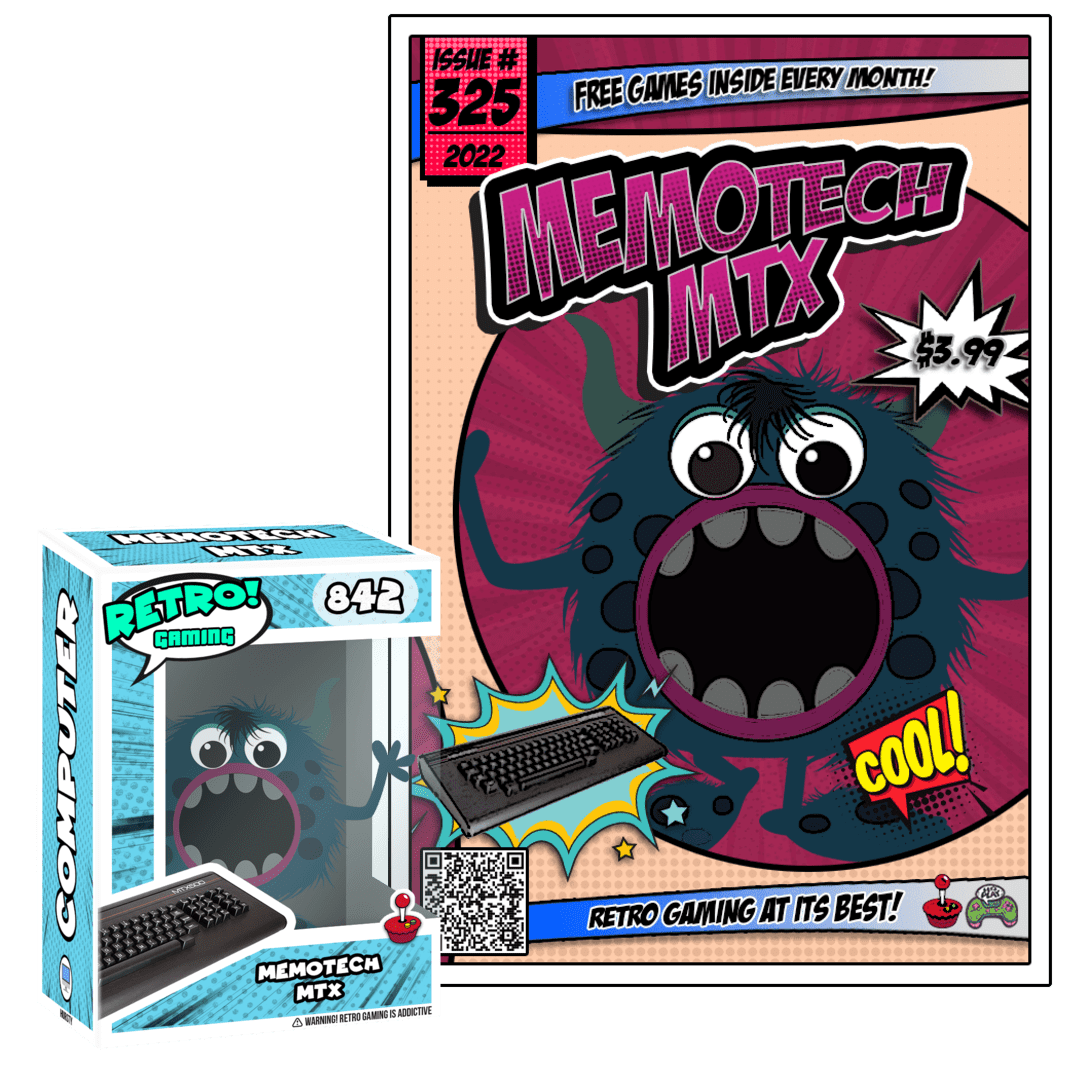 ISSUE #
325
2022
FREE GAMES INSIDE EVERY MONTH!
MEMOTECH
MTX
$3.99
COOL!
RETRO GAMING AT ITS BEST!
MEMOTECH
MTX
RETRO!
GAMING
842
COMPUTER
MTX500
MEMOTECH
MTX
WARNING! RETRO GAMING IS ADDICTIVE